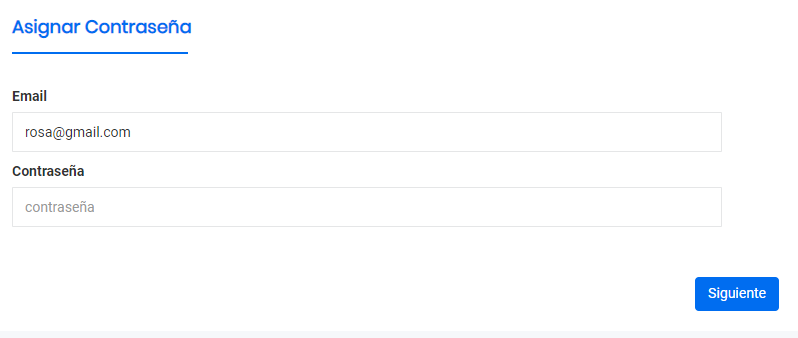 Asignar Contraseña
Email
rosa@gmail.com
Contraseña
contraseña
Siguiente